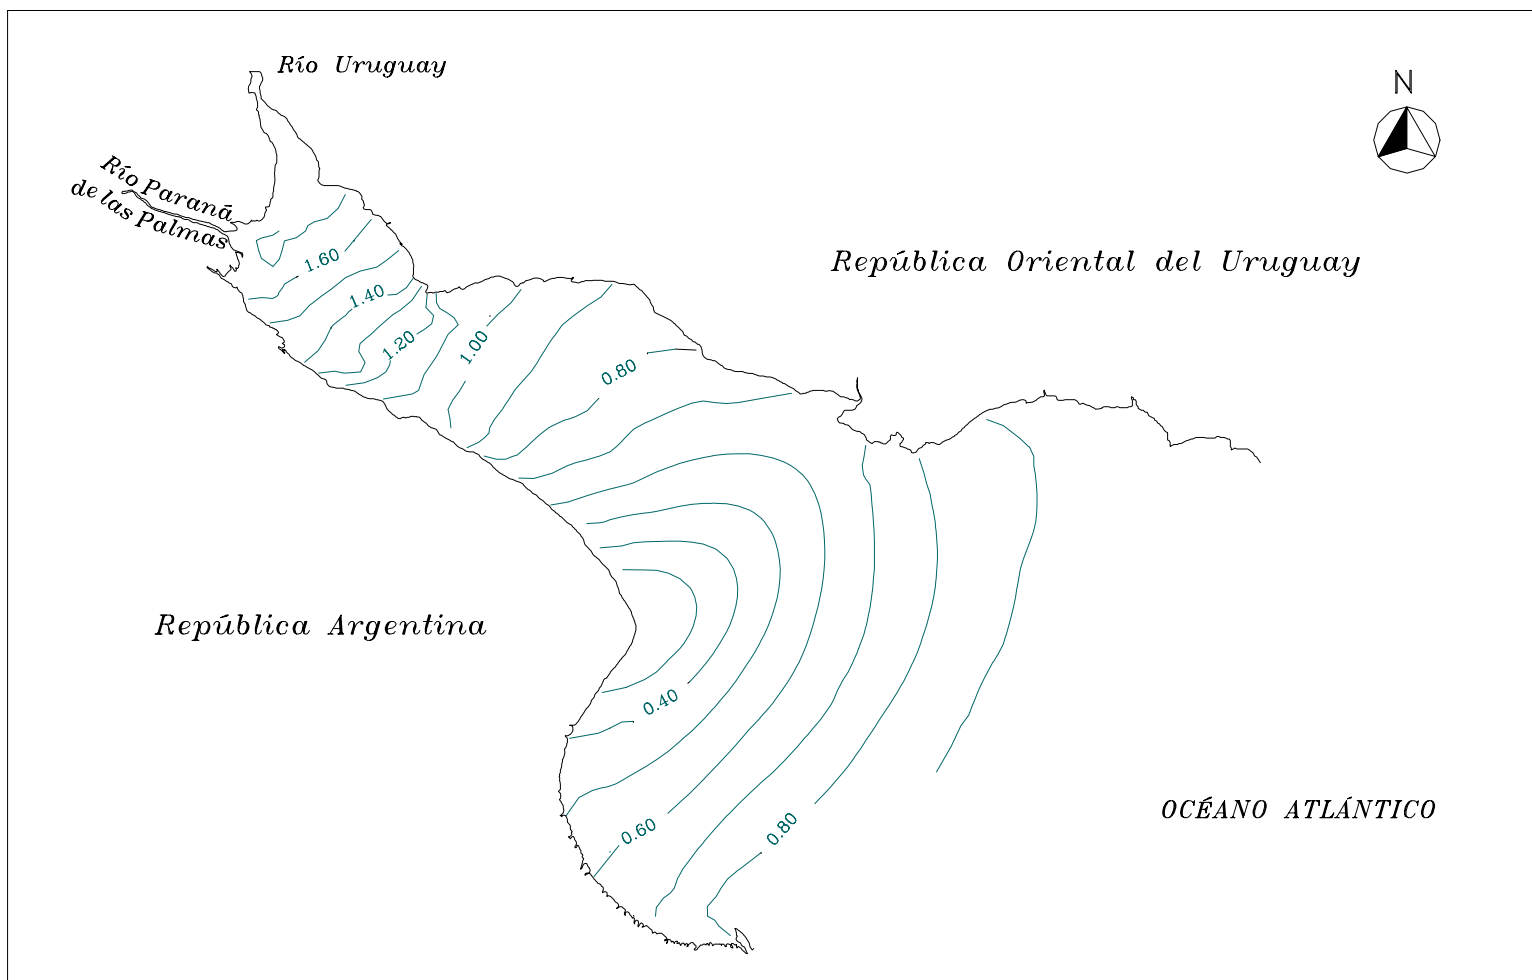 Río Uruguay
N
Río Paraná
de las Palmas
República Oriental del Uruguay
1.60
1.40
1.20
1.00
0.80
República Argentina
0.40
0.60
0.80
OCÉANO ATLÁNTICO